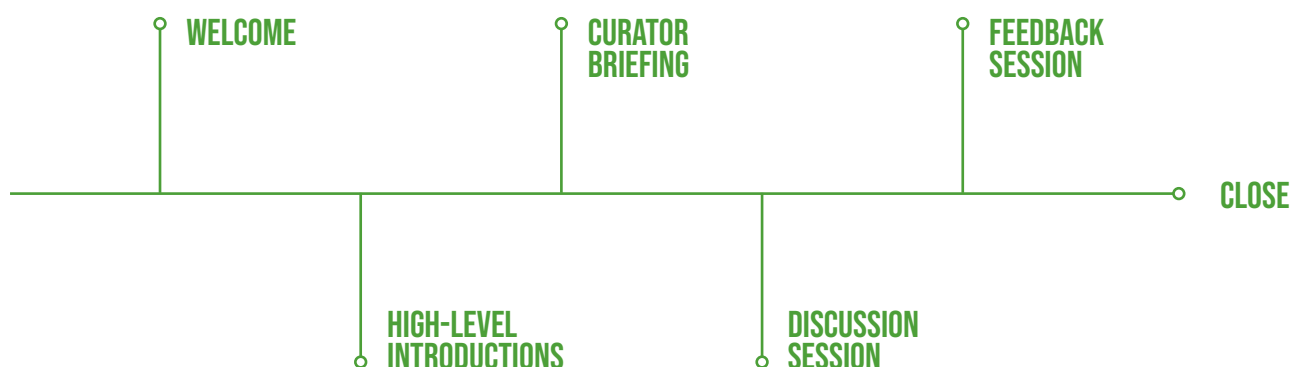 WELCOME
CURATOR
BRIEFING
FEEDBACK
SESSION
CLOSE
HIGH-LEVEL
INTRODUCTIONS
DISCUSSION
SESSION